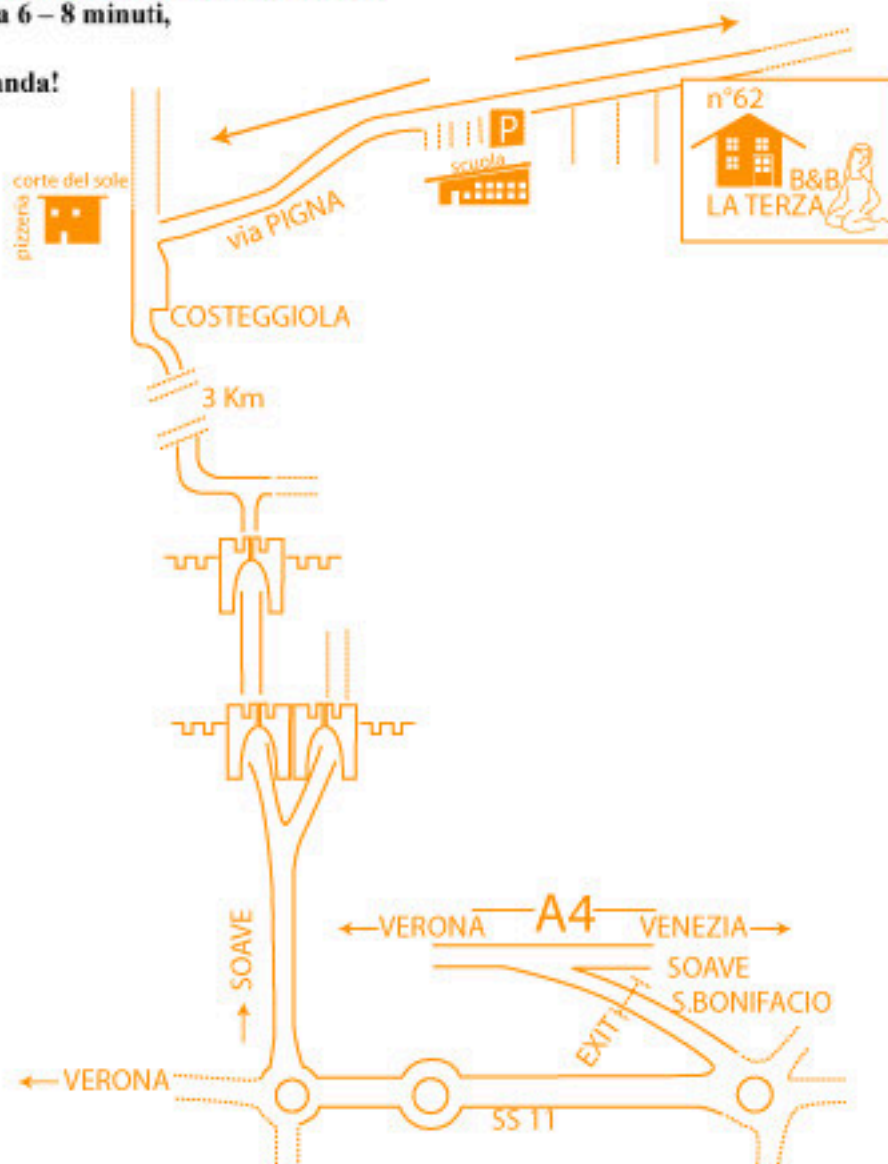 a 6 – 8 minuti,
anda!
n°62
P
scuola
corte del sole
pizzeria
B&B
LA TERZA
via PIGNA
COSTEGGIOLA
3 Km
A4
VERONA
VENEZIA
SOAVE
SOAVE
S.BONIFACIO
EXIT
VERONA
SS 11